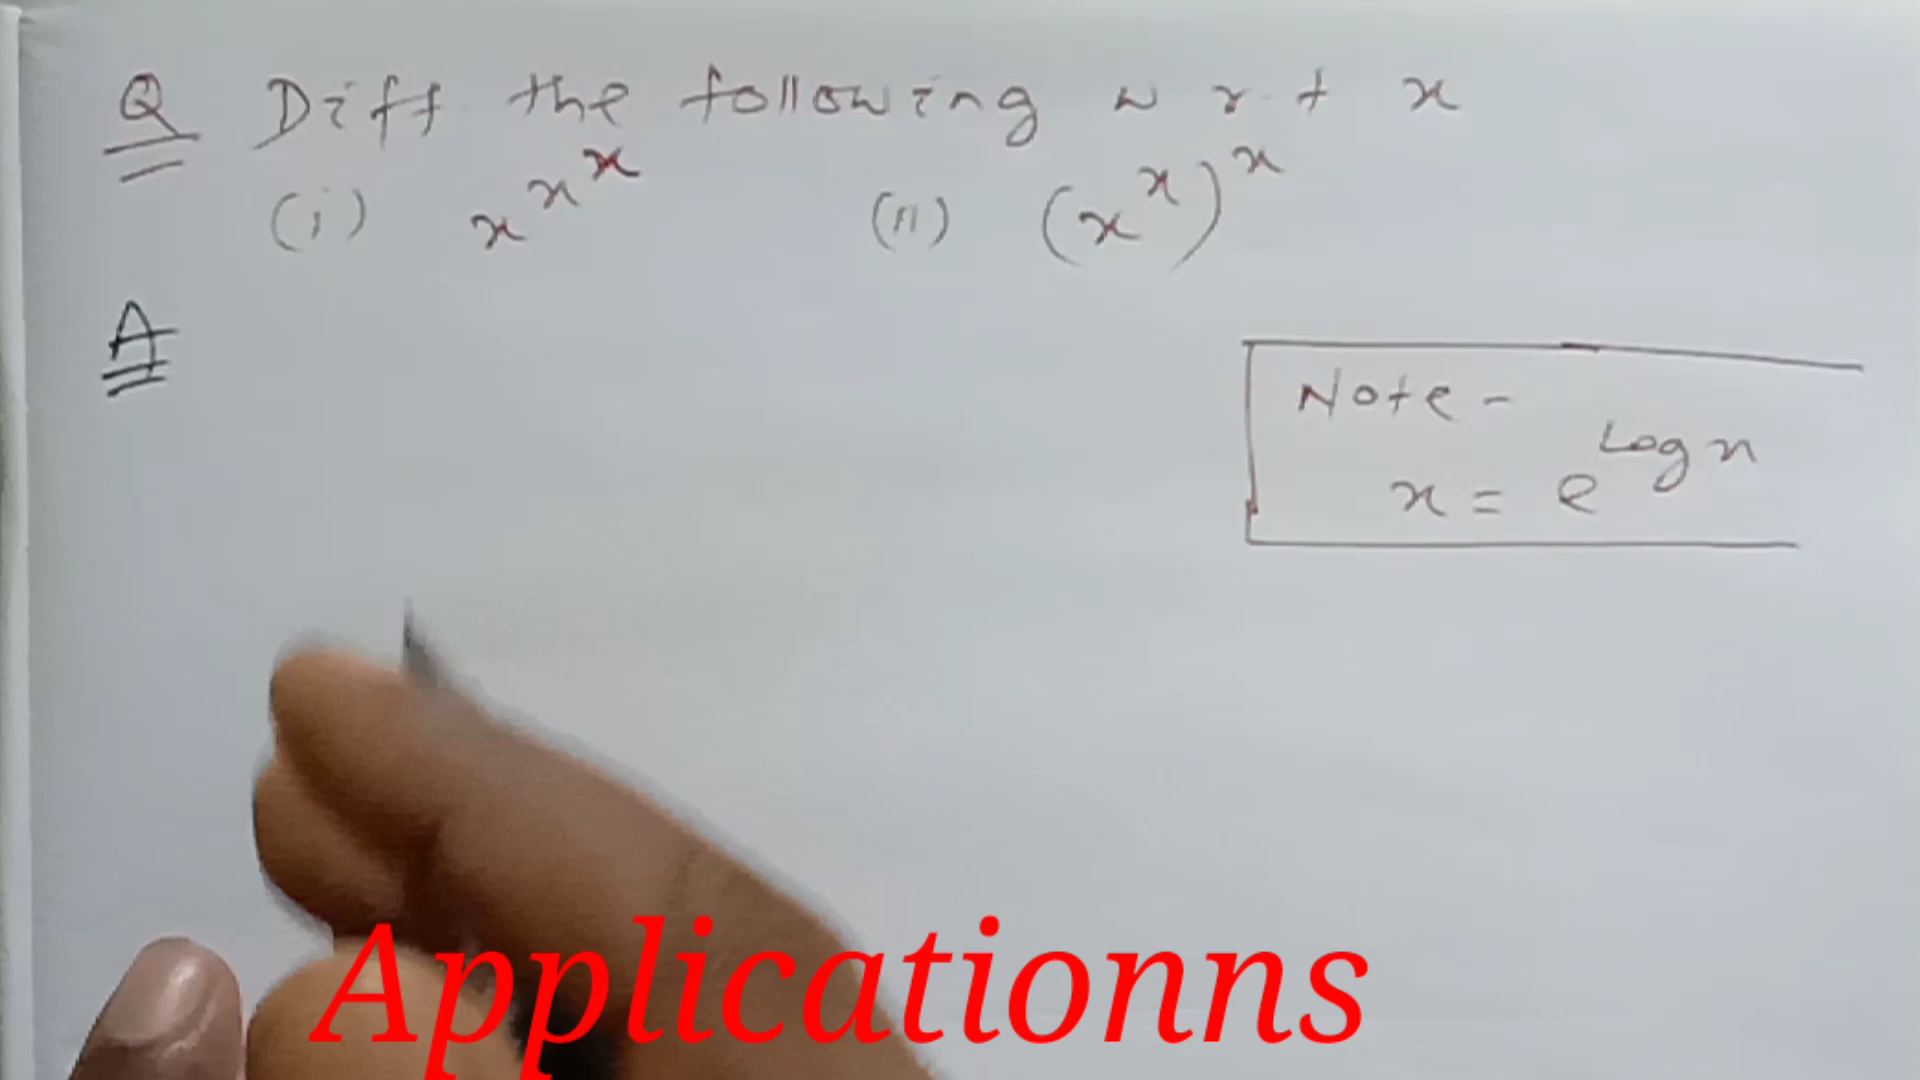 Q Diff the following w r. t x
(i) x^x^x (ii) (x^x)^x
A
Note -
x = e^Log x
Applicationns